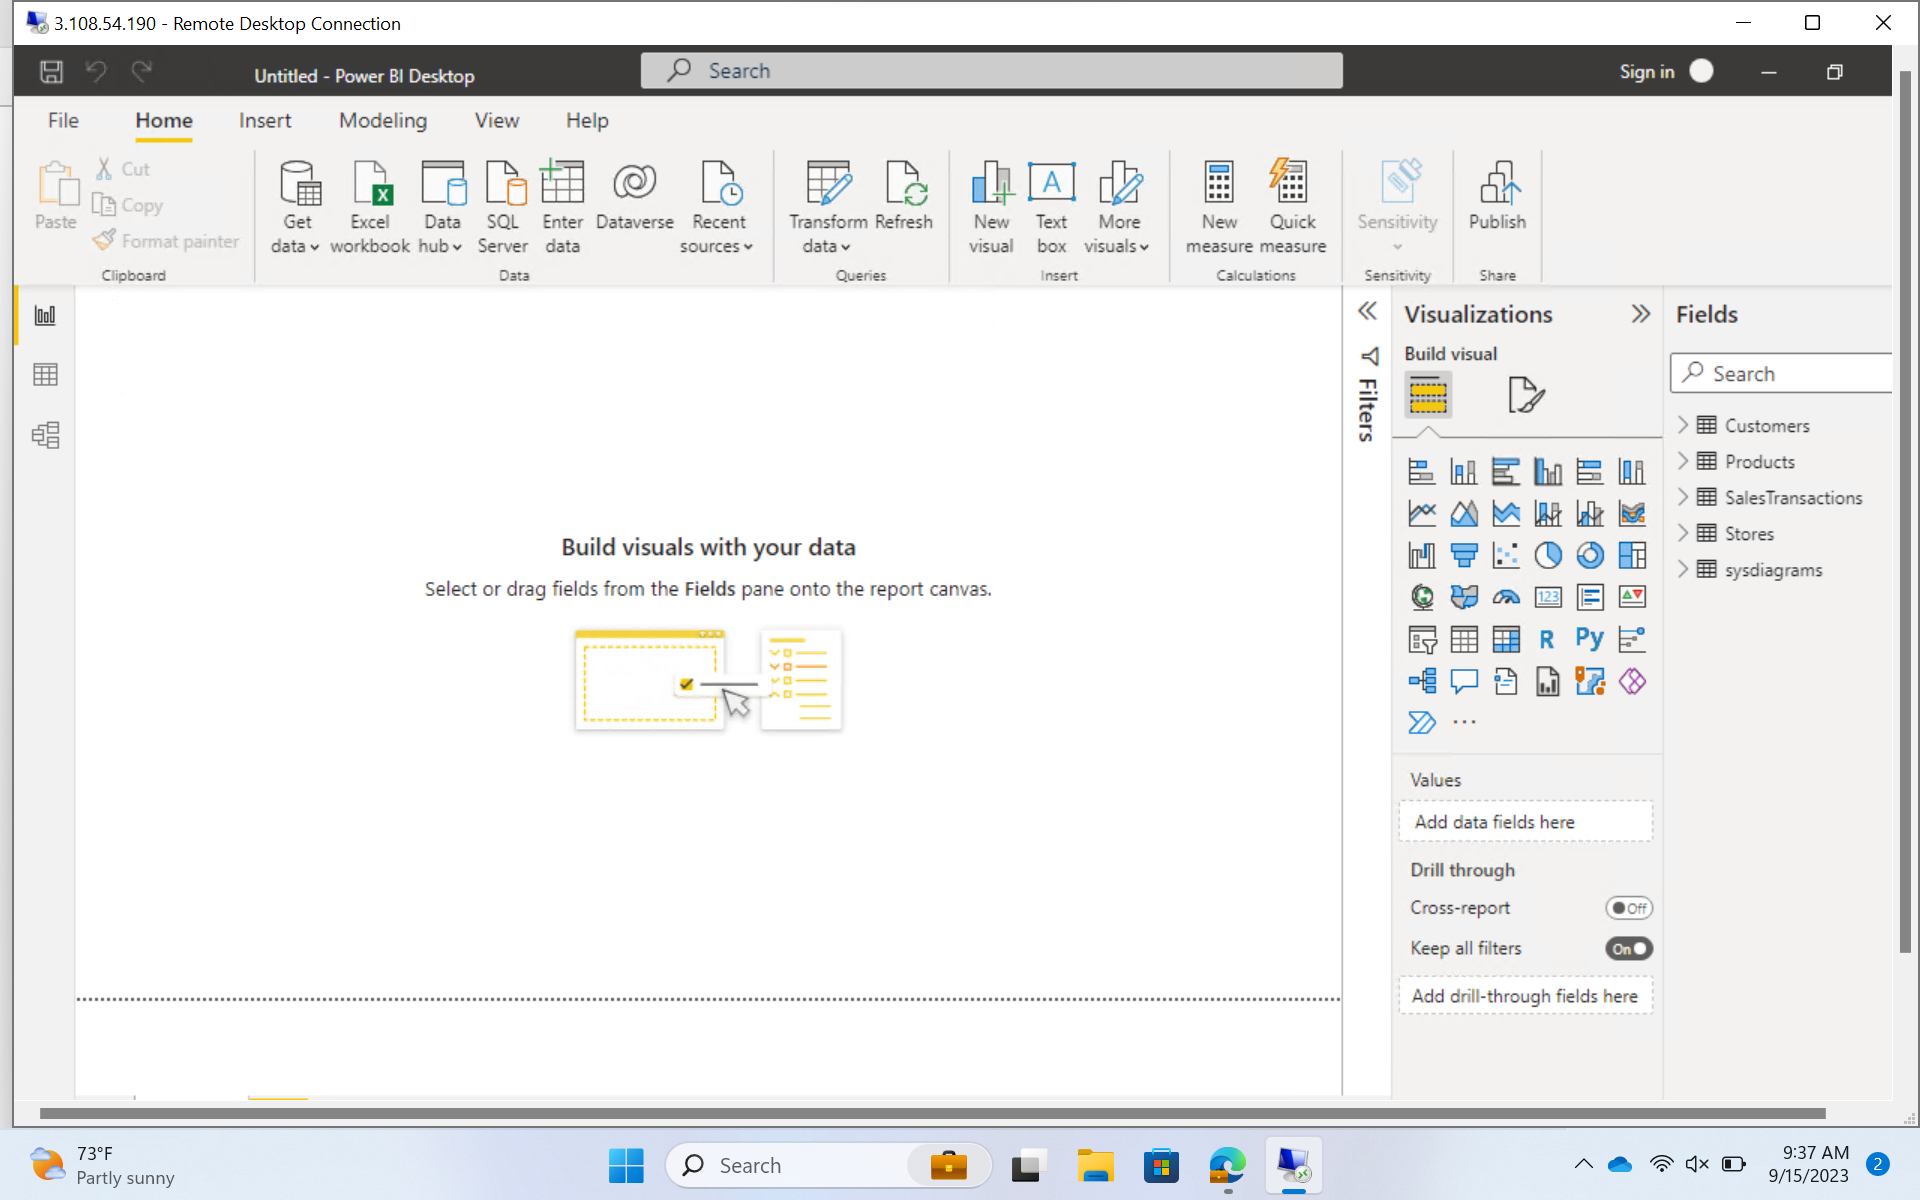 3.108.54.190 - Remote Desktop Connection
Untitled - Power BI Desktop
Search
Sign in
File Home Insert Modeling View Help
Paste
Cut
Copy
Format painter
Clipboard
Get data
Excel workbook
Data hub
SQL Server
Enter data
Dataverse
Recent sources
Data
Transform data
Refresh
Queries
New visual
Text box
More visuals
Insert
New measure
Quick measure
Calculations
Sensitivity
Sensitivity
Publish
Share
Build visuals with your data
Select or drag fields from the Fields pane onto the report canvas.
Filters
Visualizations
Build visual
123
R
Py
Values
Add data fields here
Drill through
Cross-report Off
Keep all filters On
Add drill-through fields here
Fields
Search
Customers
Products
SalesTransactions
Stores
sysdiagrams
73°F
Partly sunny
Search
9:37 AM
9/15/2023
2